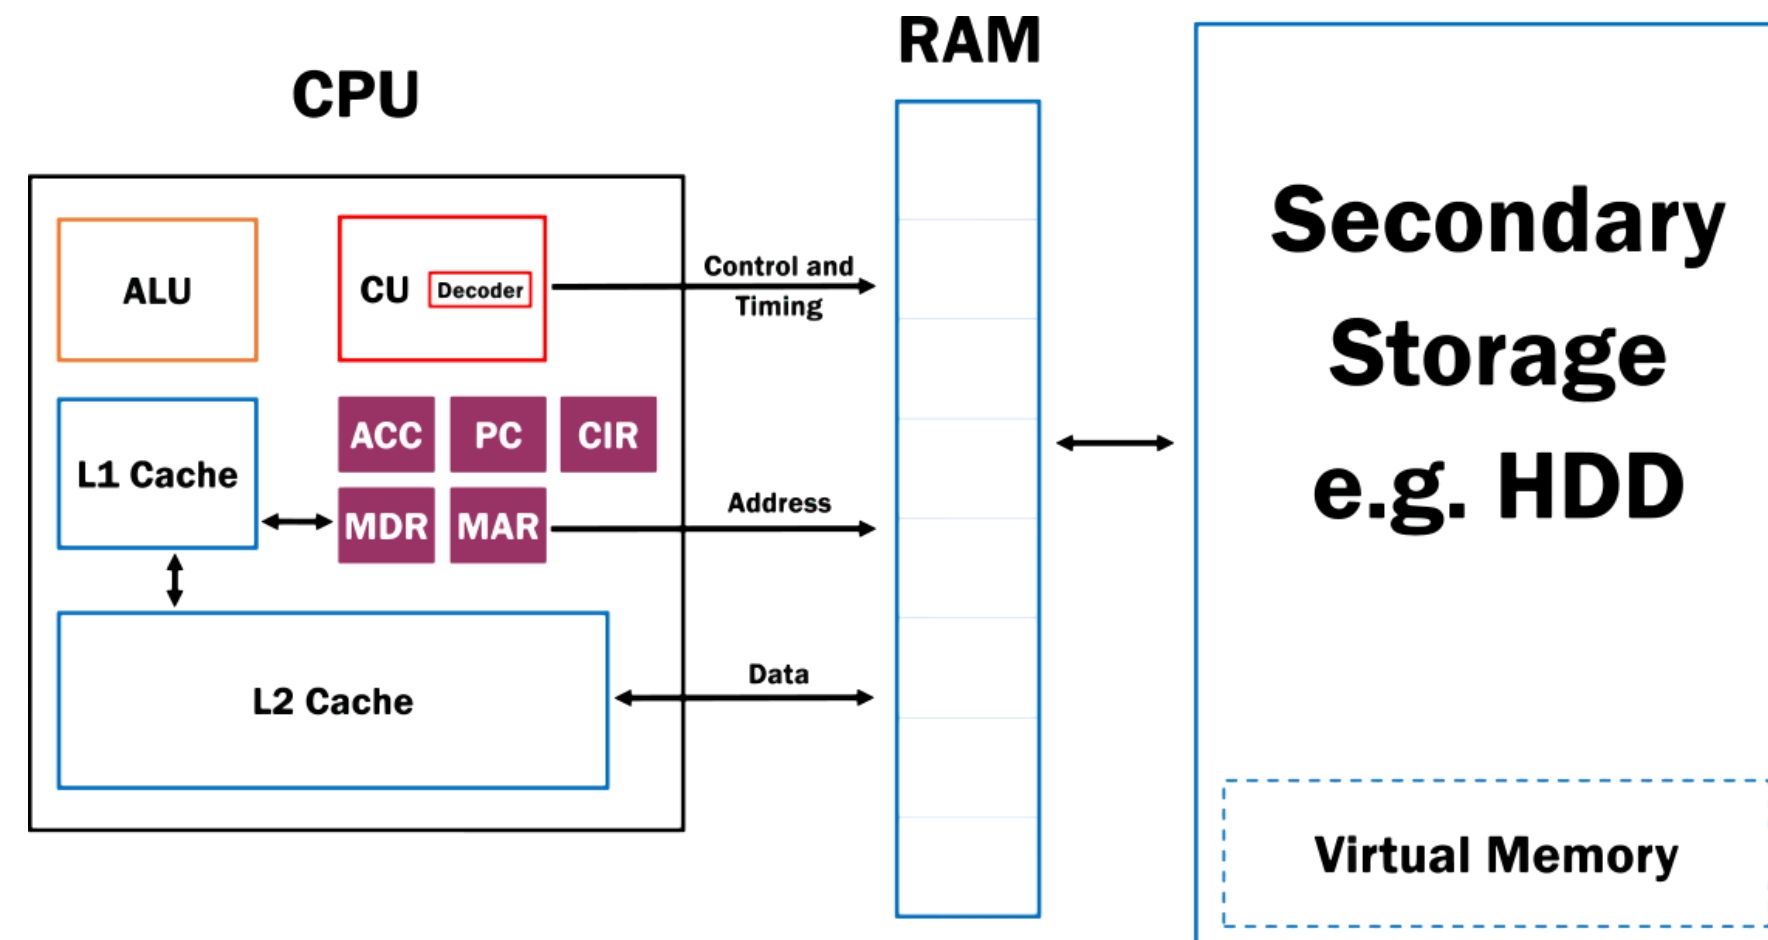 RAM
CPU
ALU
CU
Decoder
Control and
Timing
L1 Cache
ACC
PC
CIR
MDR
MAR
Address
L2 Cache
Data
Secondary
Storage
e.g. HDD
Virtual Memory